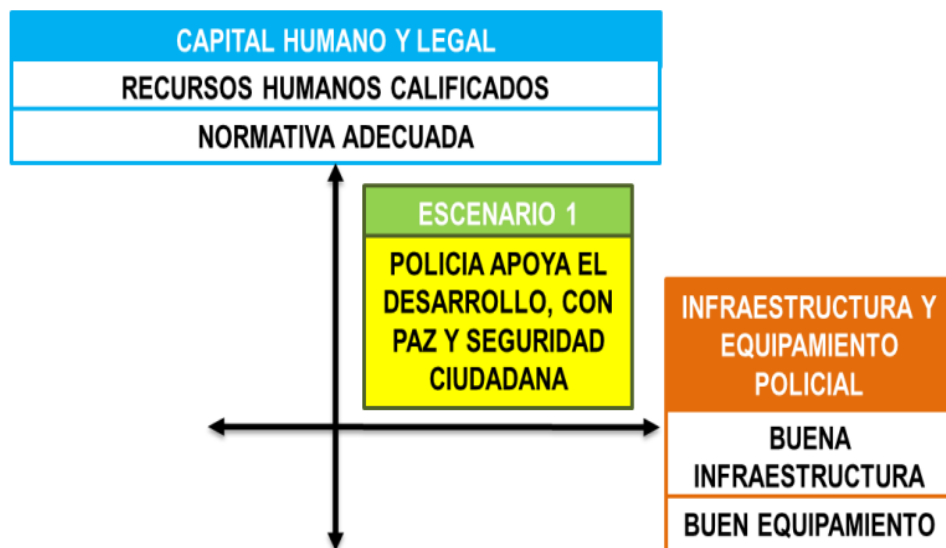 CAPITAL HUMANO Y LEGAL
RECURSOS HUMANOS CALIFICADOS
NORMATIVA ADECUADA
ESCENARIO 1
POLICIA APOYA EL
DESARROLLO, CON
PAZ Y SEGURIDAD
CIUDADANA
INFRAESTRUCTURA Y
EQUIPAMIENTO
POLICIAL
BUENA
INFRAESTRUCTURA
BUEN EQUIPAMIENTO